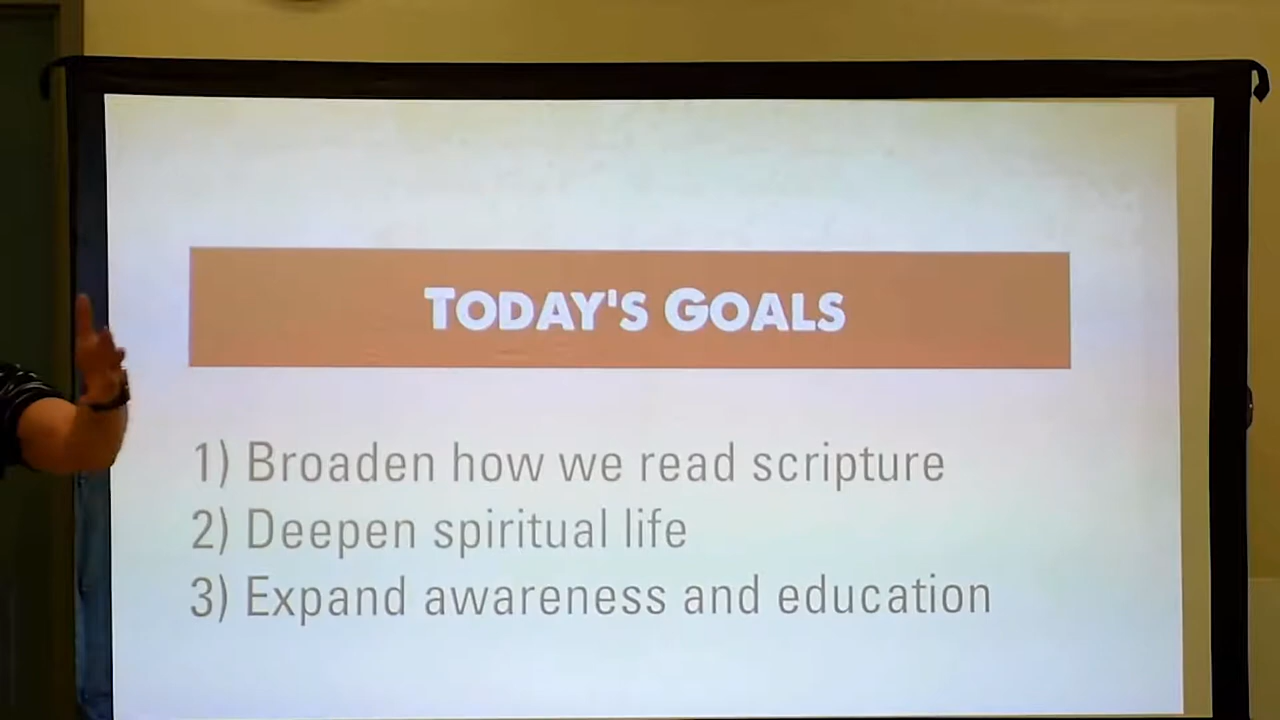 TODAY'S GOALS
1) Broaden how we read scripture
2) Deepen spiritual life
3) Expand awareness and education